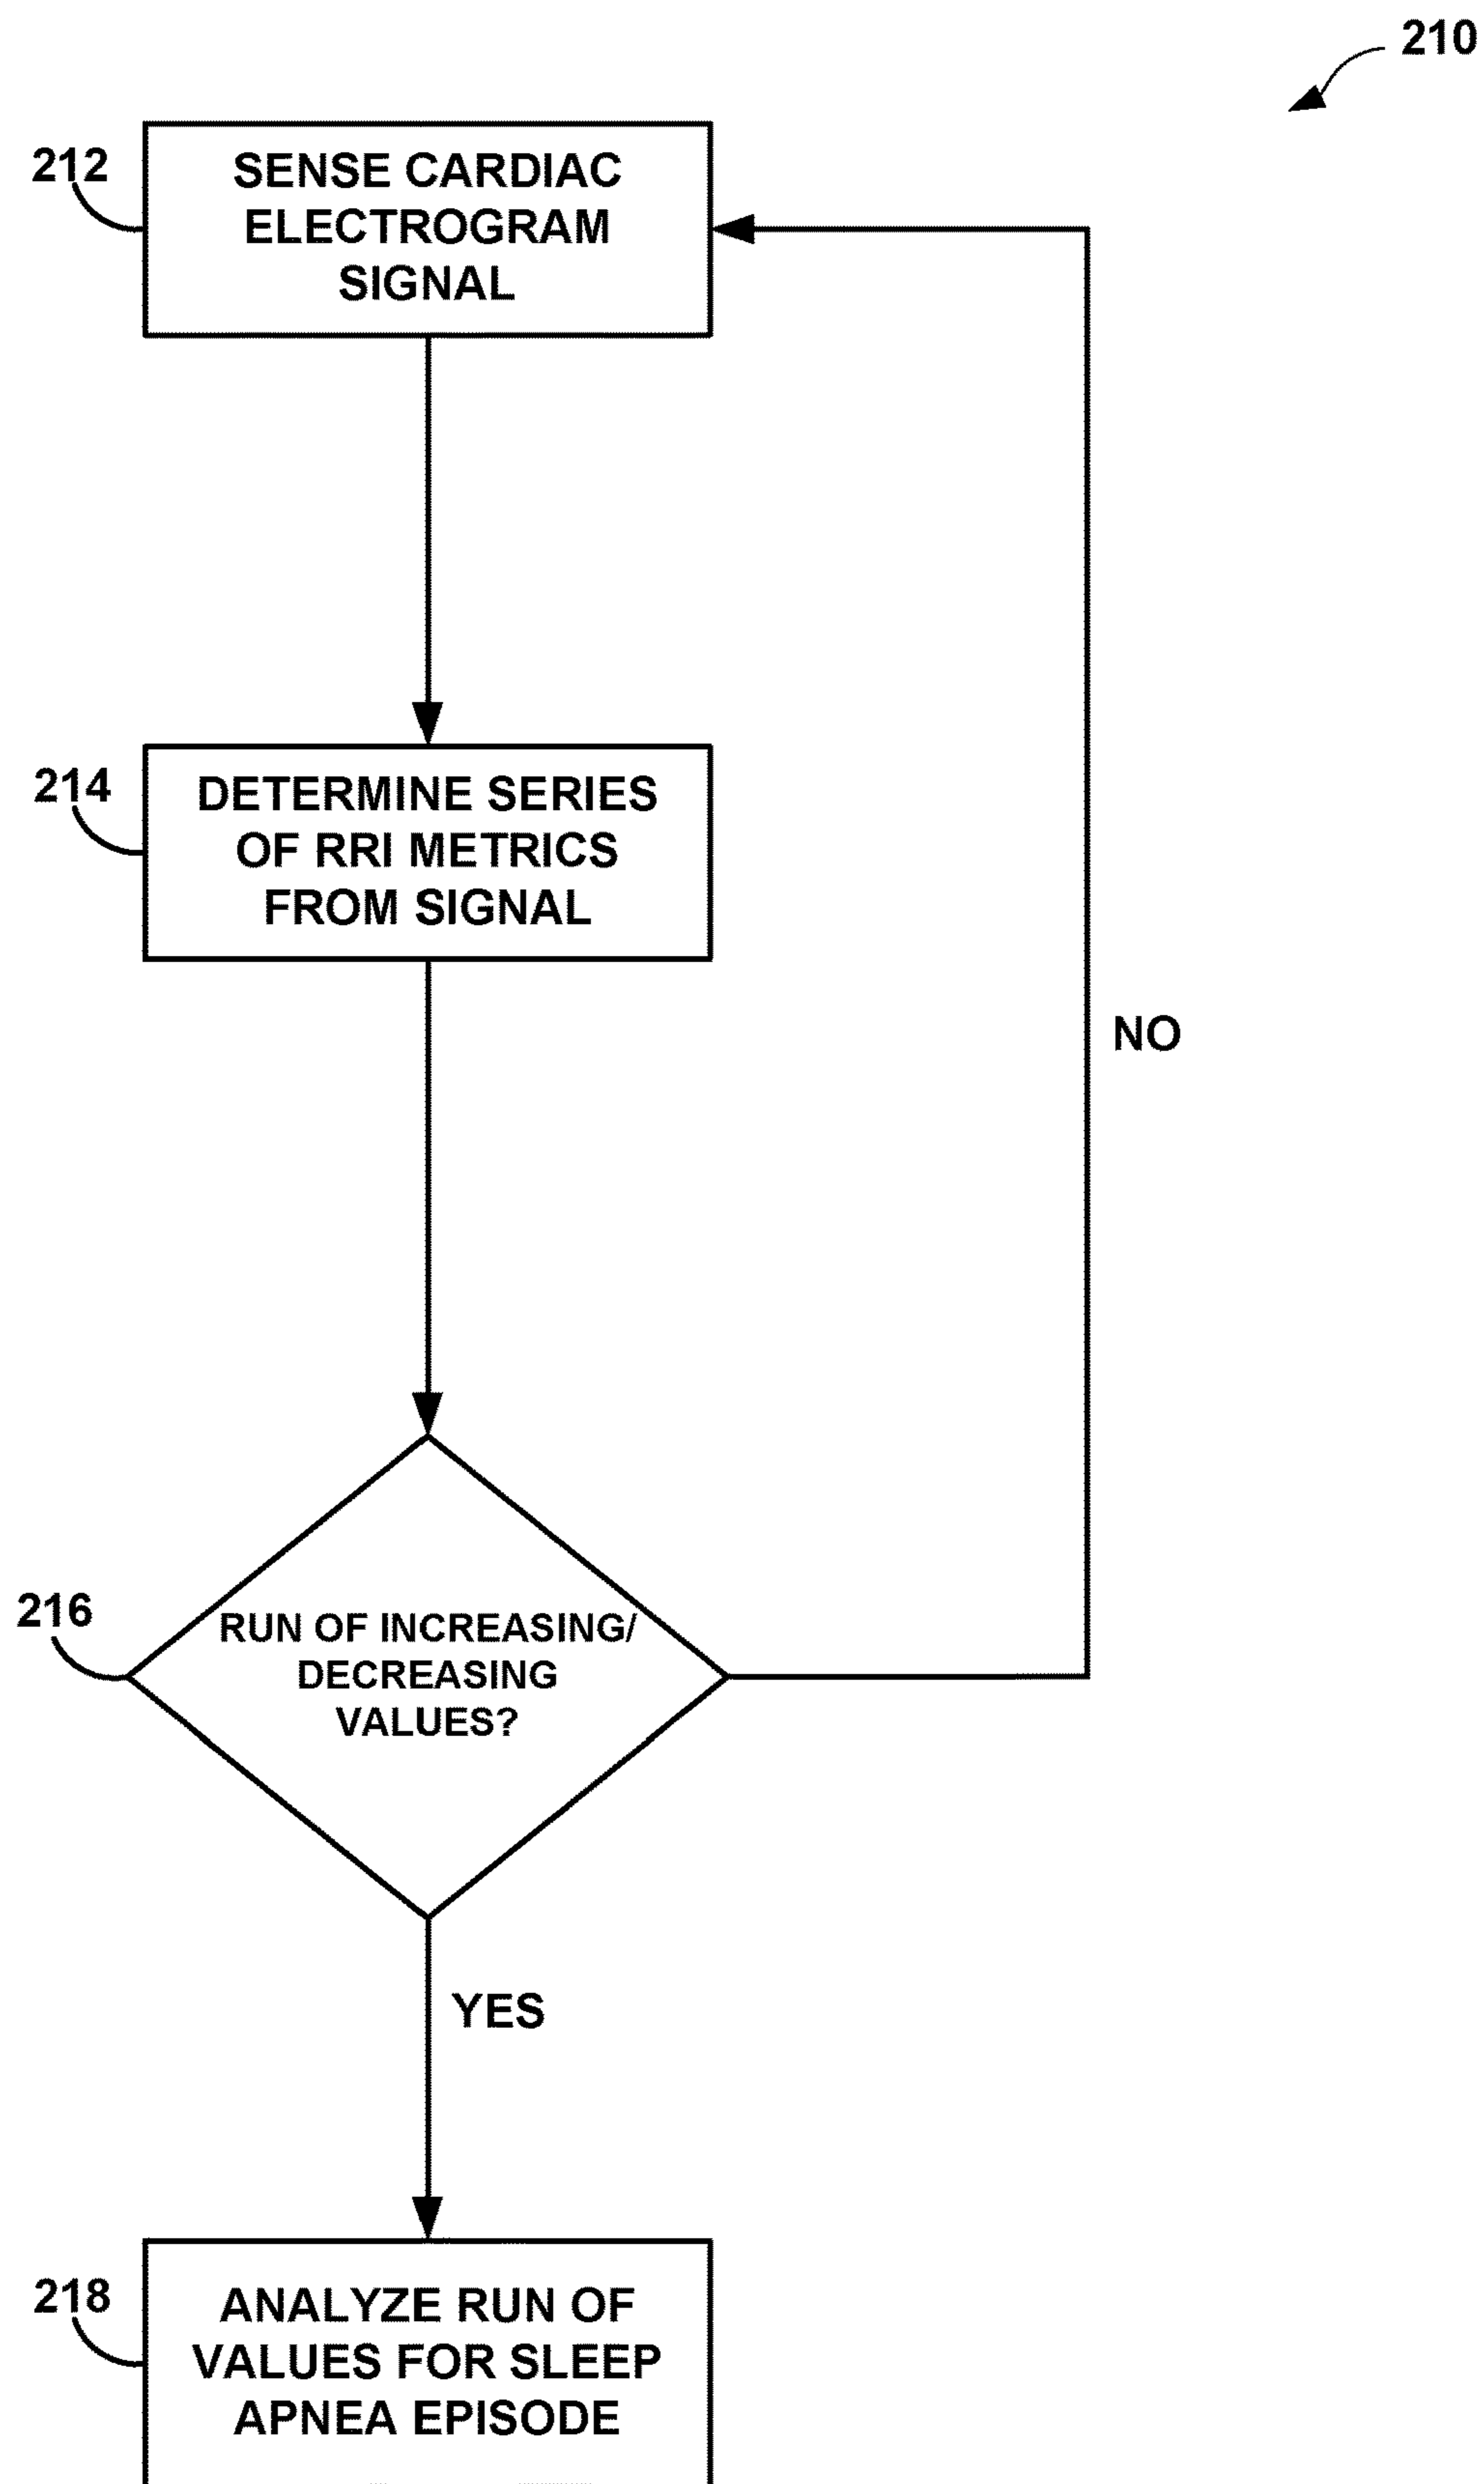 210
212
SENSE CARDIAC
ELECTROGRAM
SIGNAL
214
DETERMINE SERIES
OF RRI METRICS
FROM SIGNAL
NO
216
RUN OF INCREASING/
DECREASING
VALUES?
YES
218
ANALYZE RUN OF
VALUES FOR SLEEP
APNEA EPISODE